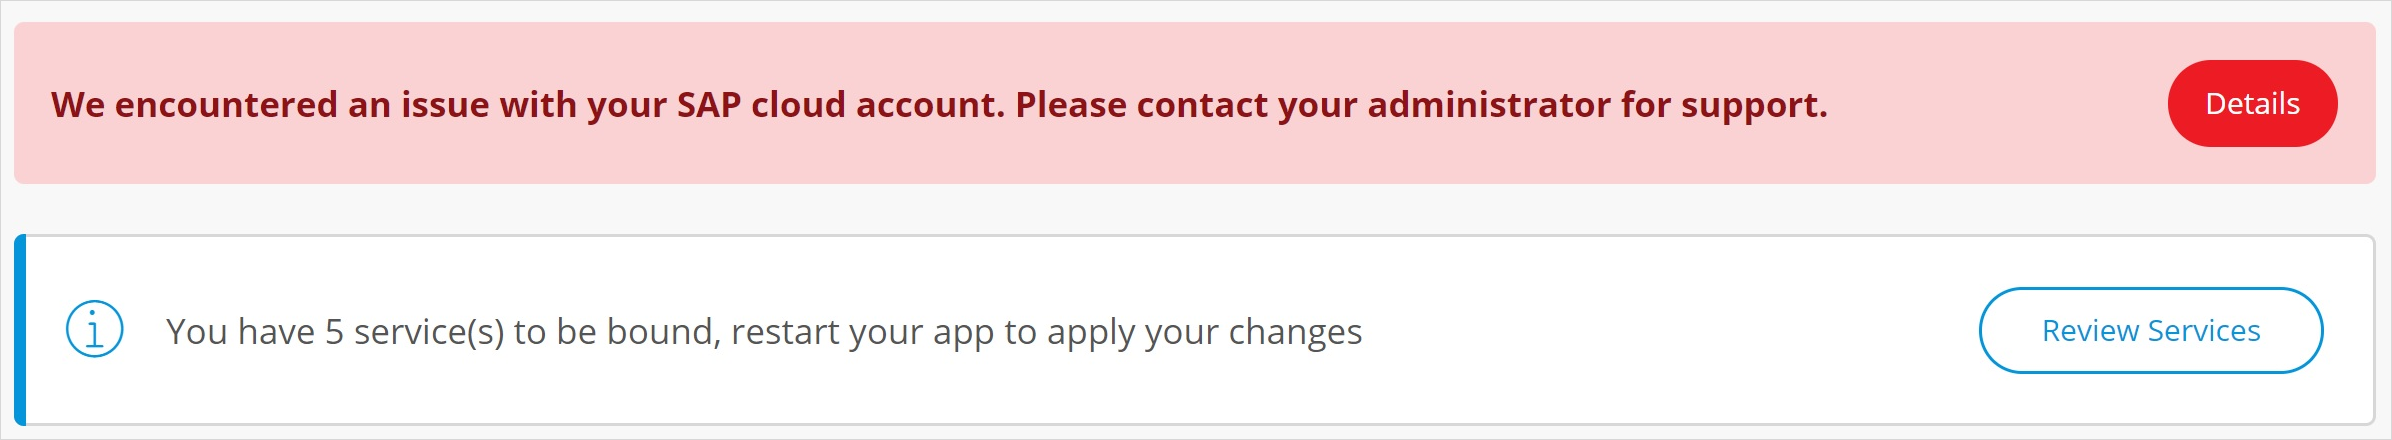 We encountered an issue with your SAP cloud account. Please contact your administrator for support.
Details
You have 5 service(s) to be bound, restart your app to apply your changes
Review Services